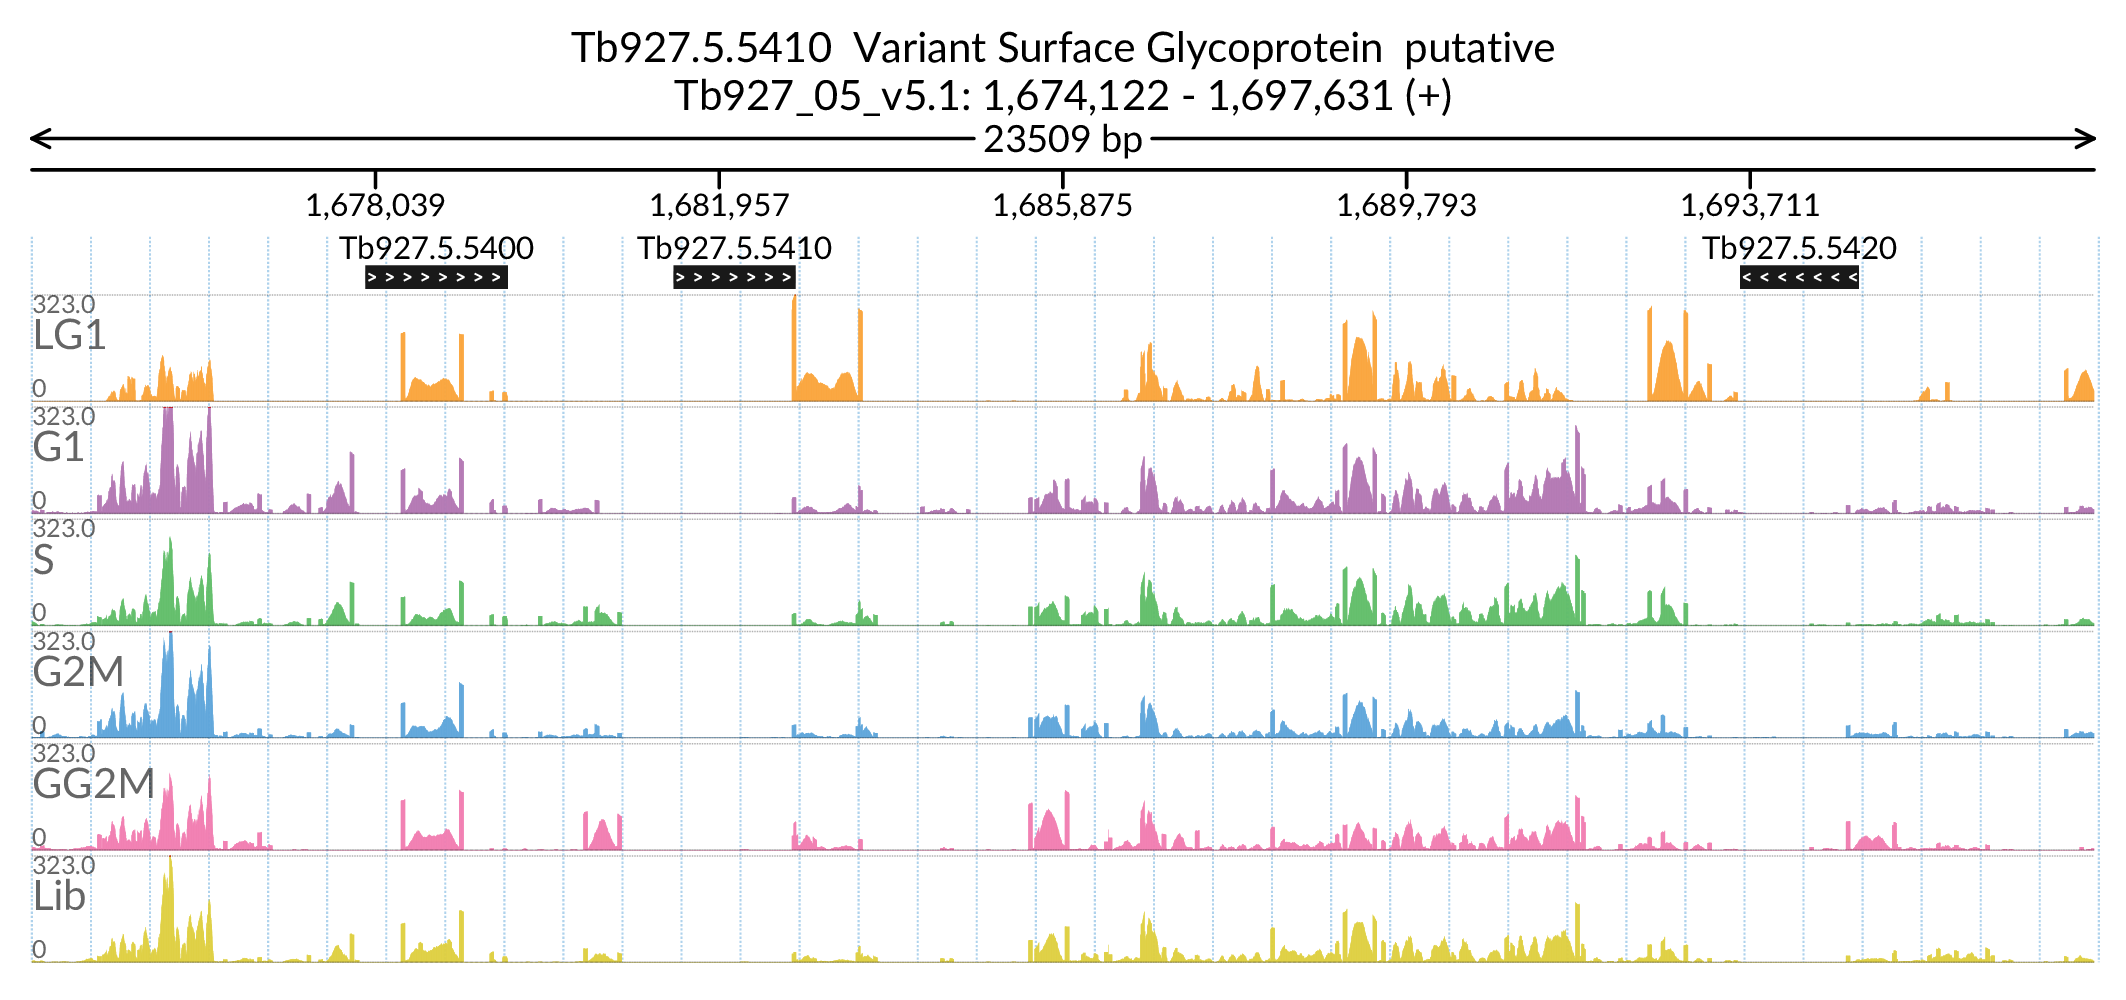 Tb927.5.5410 Variant Surface Glycoprotein putative
Tb927_05_v5.1: 1,674,122 - 1,697,631 (+)
23509 bp
1,678,039 1,681,957 1,685,875 1,689,793 1,693,711
Tb927.5.5400 Tb927.5.5410 Tb927.5.5420
> > > > > > > > > > > > > > > < < < < < < <
323.0
LG1
0
323.0
G1
0
323.0
S
0
323.0
G2M
0
323.0
GG2M
0
323.0
Lib
0